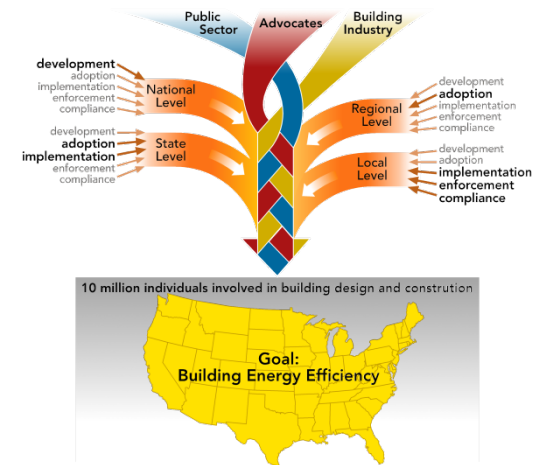 Public
Sector
Advocates
Building
Industry
development
adoption
implementation
enforcement
compliance
National
Level
Regional
Level
development
adoption
implementation
enforcement
compliance
development
adoption
implementation
enforcement
compliance
State
Level
Local
Level
development
adoption
implementation
enforcement
compliance
10 million individuals involved in building design and constrution
Goal:
Building Energy Efficiency